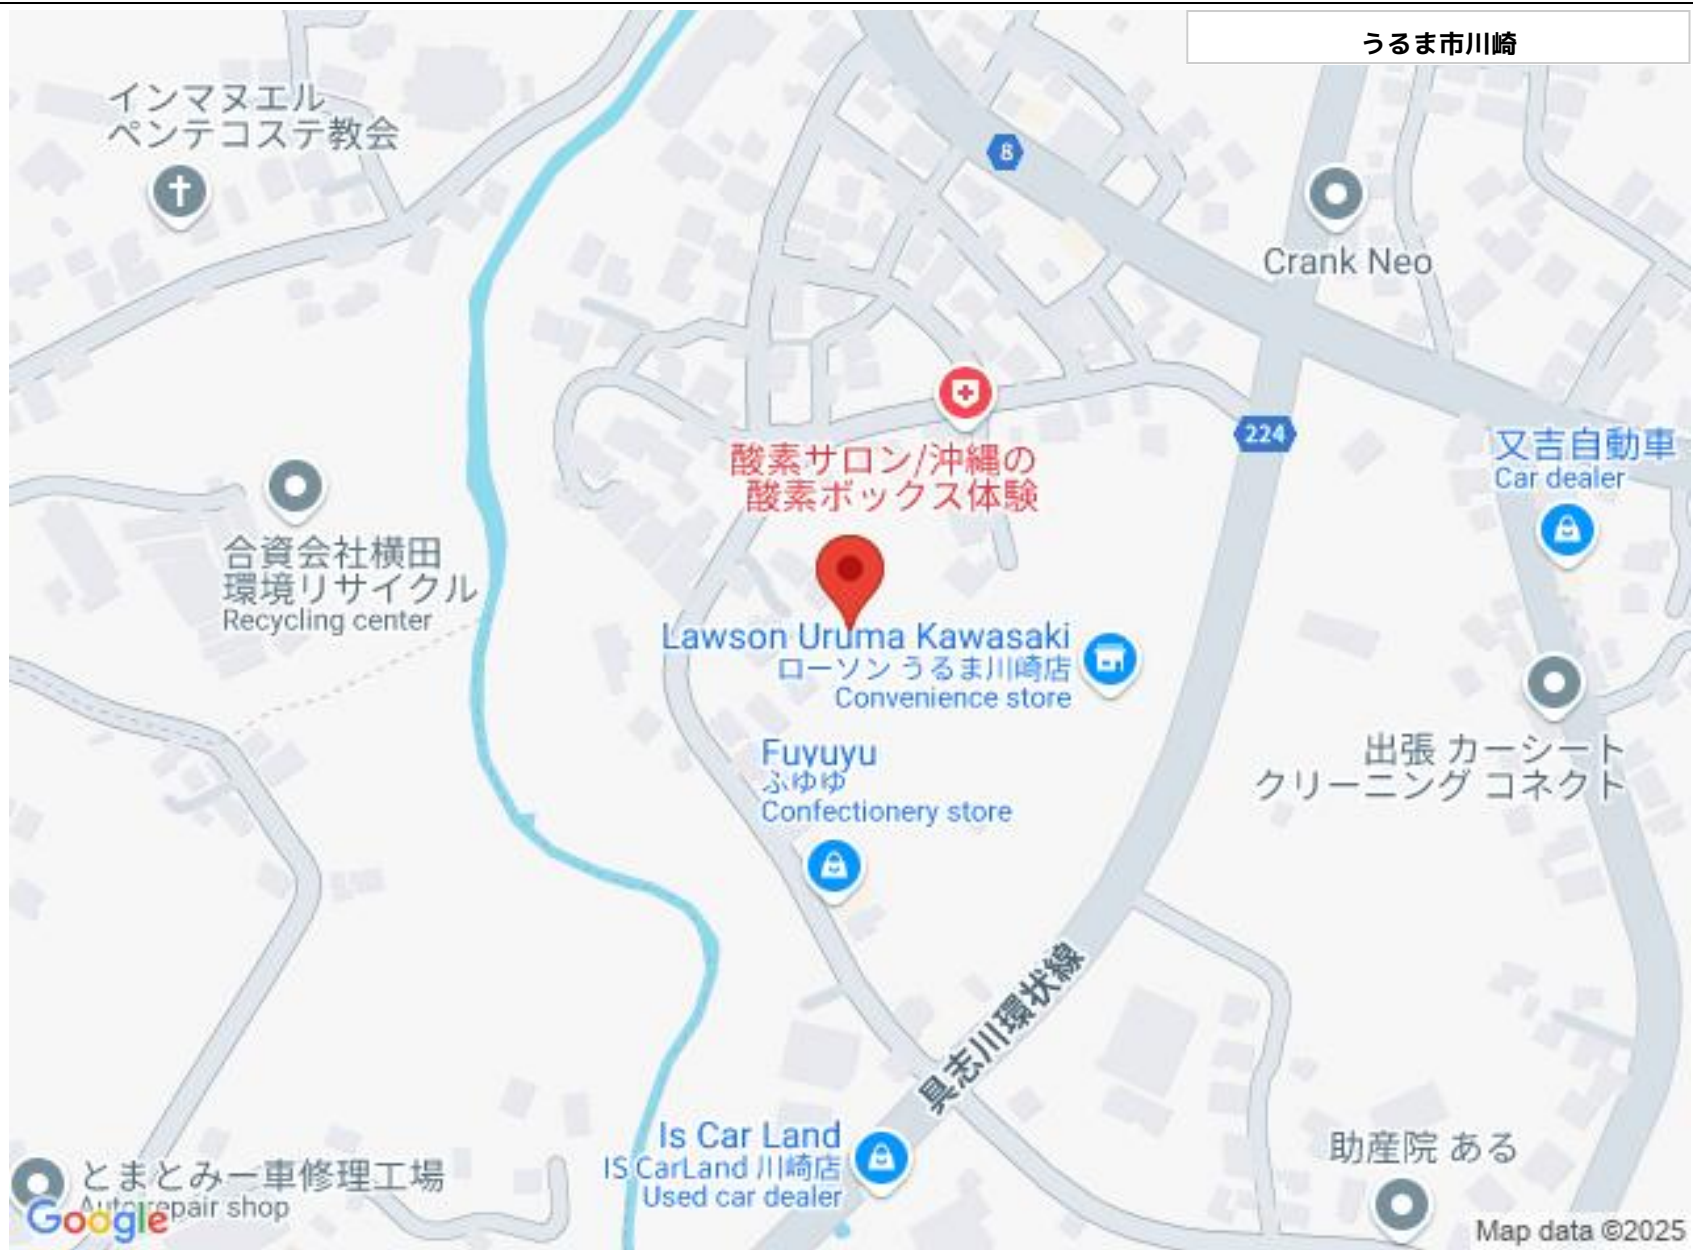 うるま市川崎
インマヌエル
ペンテコステ教会
8
Crank Neo
224
又吉自動車
Car dealer
酸素サロン/沖縄の
酸素ボックス体験
合資会社横田
環境リサイクル
Recycling center
Lawson Uruma Kawasaki
ローソン うるま川崎店
Convenience store
Fuyuyu
ふゆゆ
Confectionery store
出張 カーシート
クリーニング コネクト
具志川環状線
Is Car Land
IS CarLand 川崎店
Used car dealer
助産院 ある
とまとみー車修理工場
Auto repair shop
Google
Map data ©2025